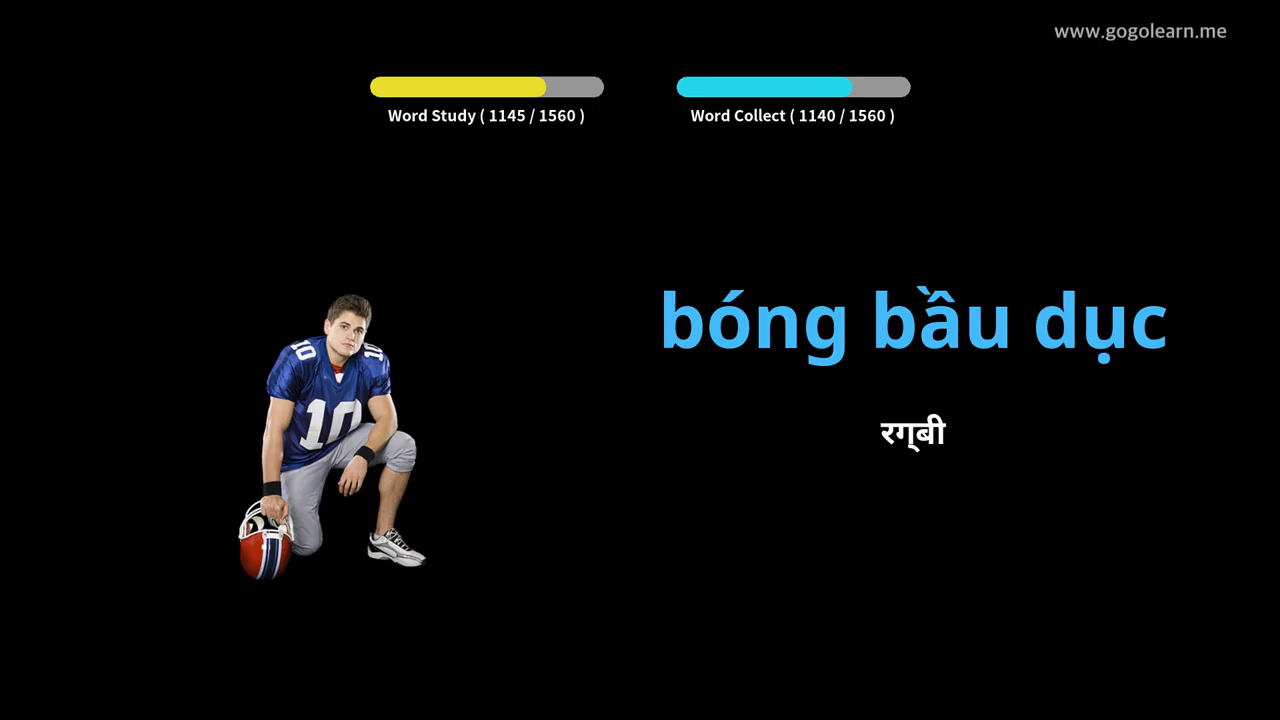 www.gogolearn.me
Word Study ( 1145 / 1560 )
Word Collect ( 1140 / 1560 )
bóng bầu dục
रग्बी
10
10
10